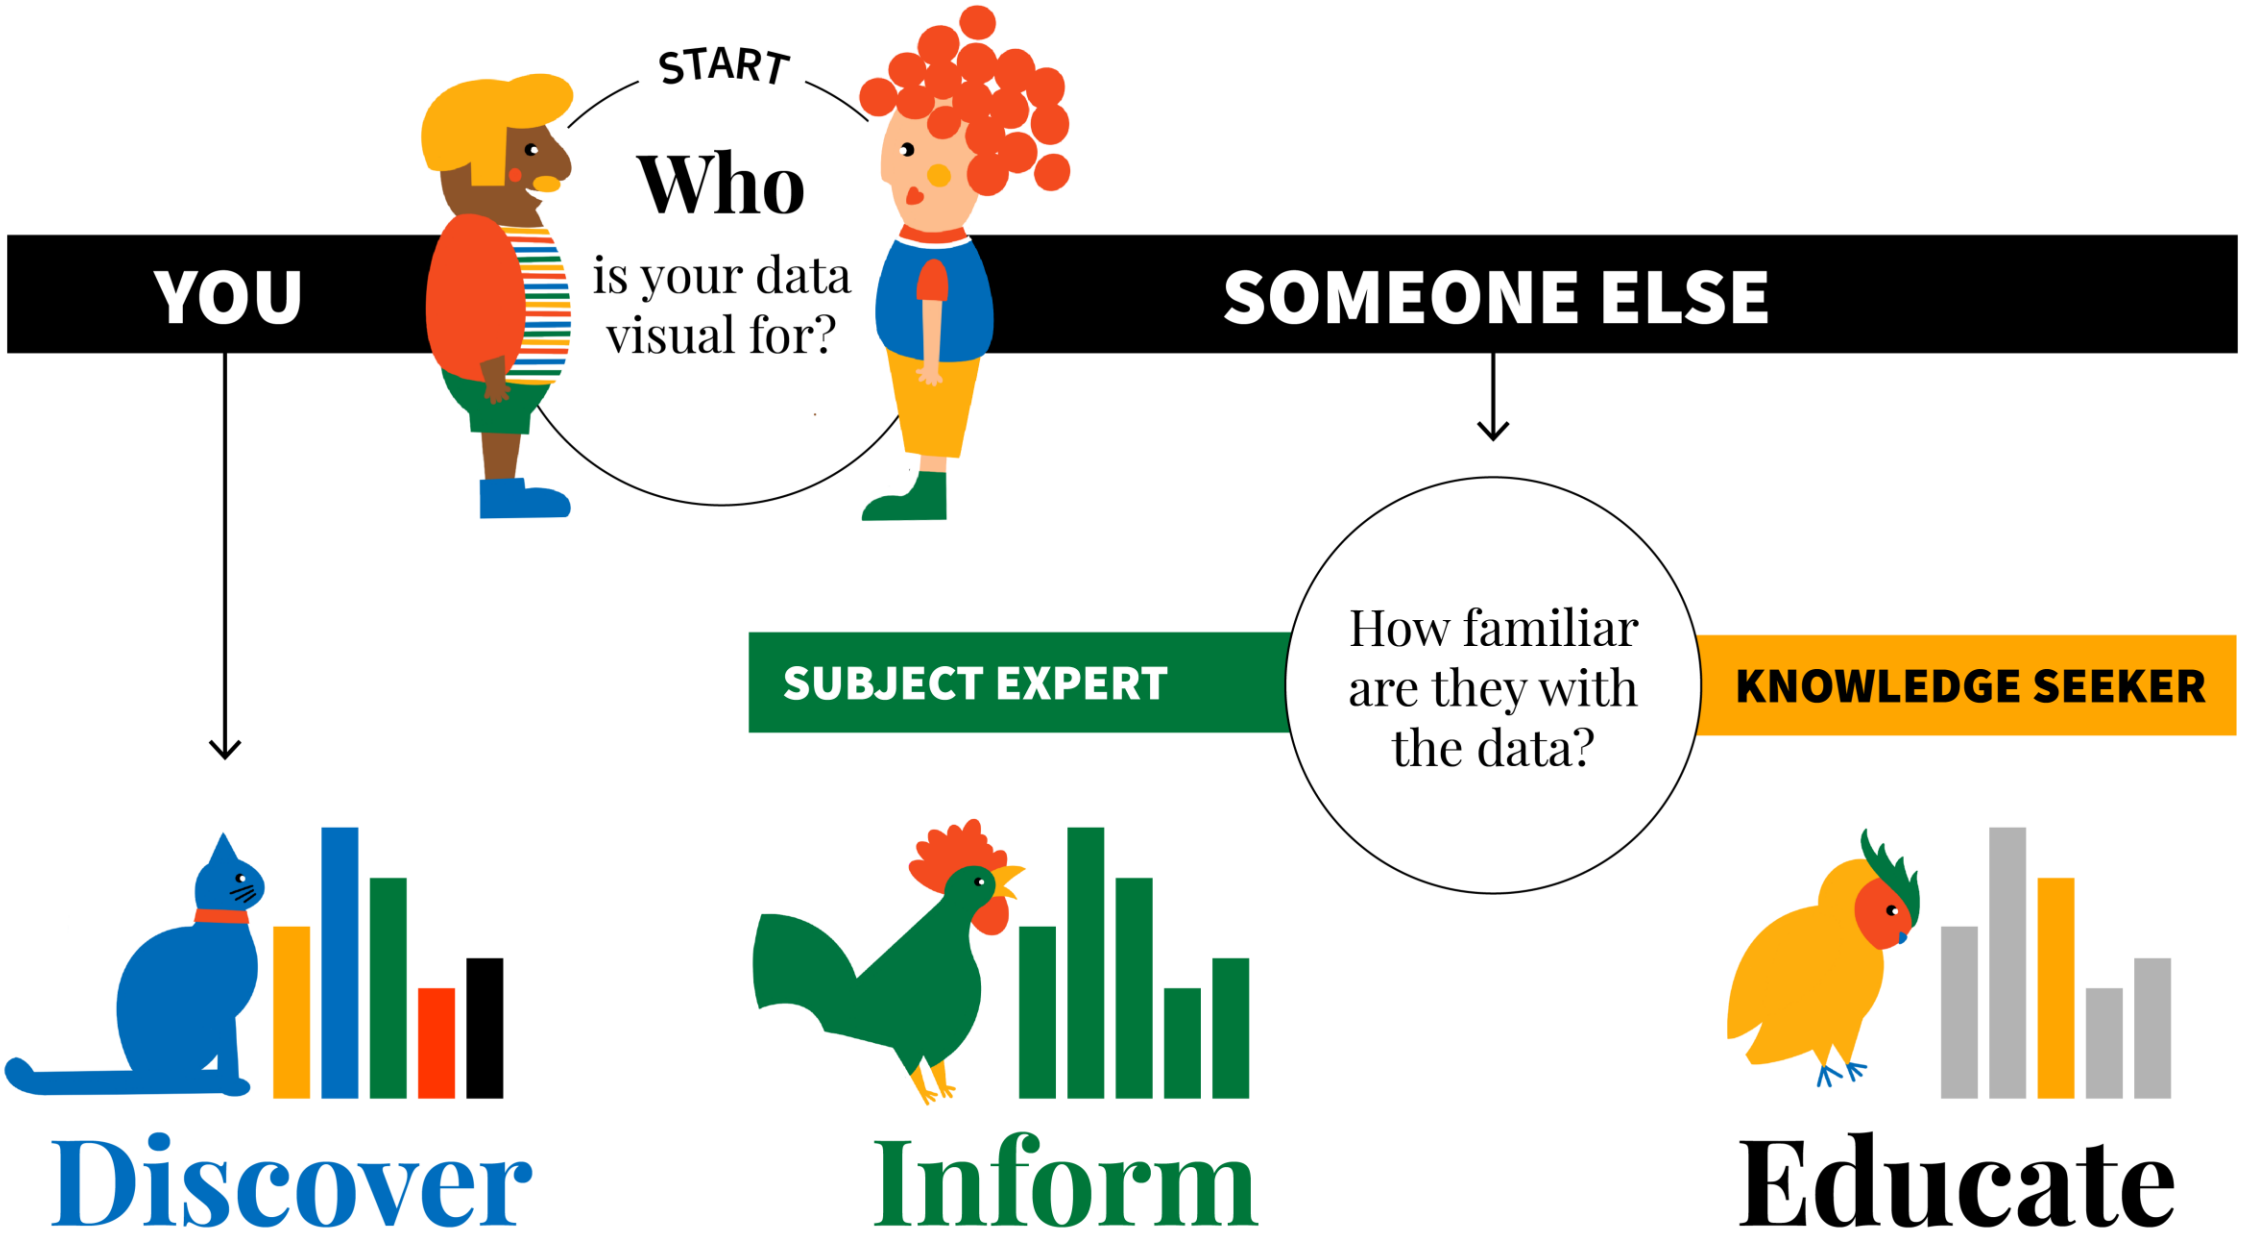 START
Who
is your data
visual for?
YOU
SOMEONE ELSE
How familiar
are they with
the data?
SUBJECT EXPERT
KNOWLEDGE SEEKER
Discover
Inform
Educate